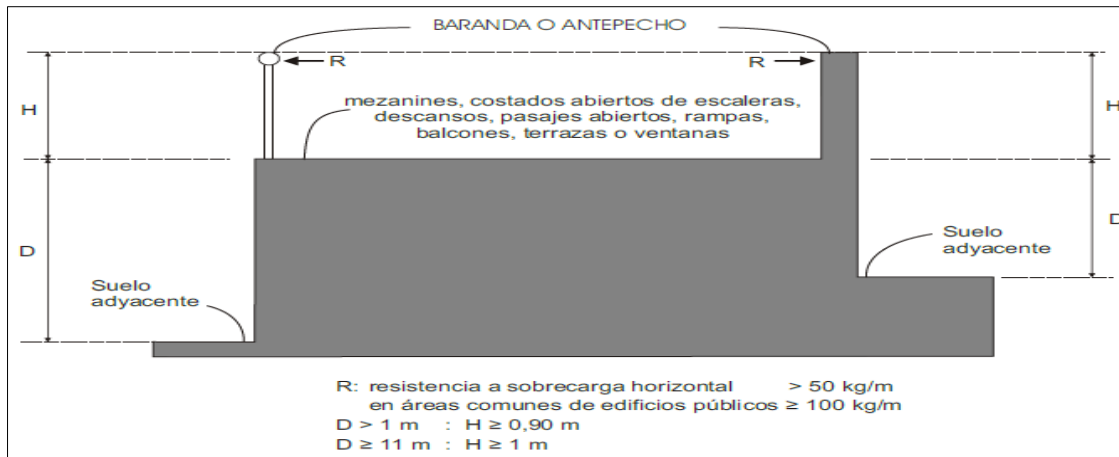 BARANDA O ANTEPECHO
R
R
H
H
mezanines, costados abiertos de escaleras,
descansos, pasajes abiertos, rampas,
balcones, terrazas o ventanas
D
D
Suelo
adyacente
Suelo
adyacente
R: resistencia a sobrecarga horizontal > 50 kg/m
en áreas comunes de edificios públicos ≥ 100 kg/m
D > 1 m : H ≥ 0,90 m
D ≥ 11 m : H ≥ 1 m